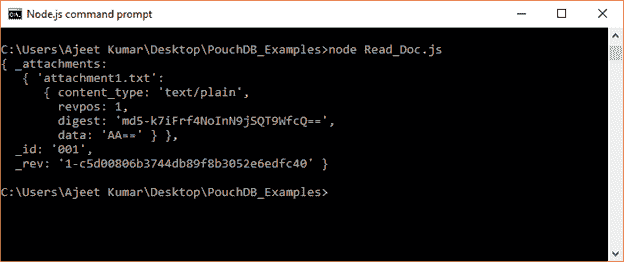 Node.js command prompt
C:\Users\Ajeet Kumar\Desktop\PouchDB_Examples>node Read_Doc.js
{ _attachments:
   { 'attachment1.txt':
      { content_type: 'text/plain',
        revpos: 1,
        digest: 'md5-k7iFrf4NoInN9jSQT9WfcQ==',
        data: 'AA==' } },
  _id: '001',
  _rev: '1-c5d00806b3744db89f8b3052e6edfc40' }
C:\Users\Ajeet Kumar\Desktop\PouchDB_Examples>